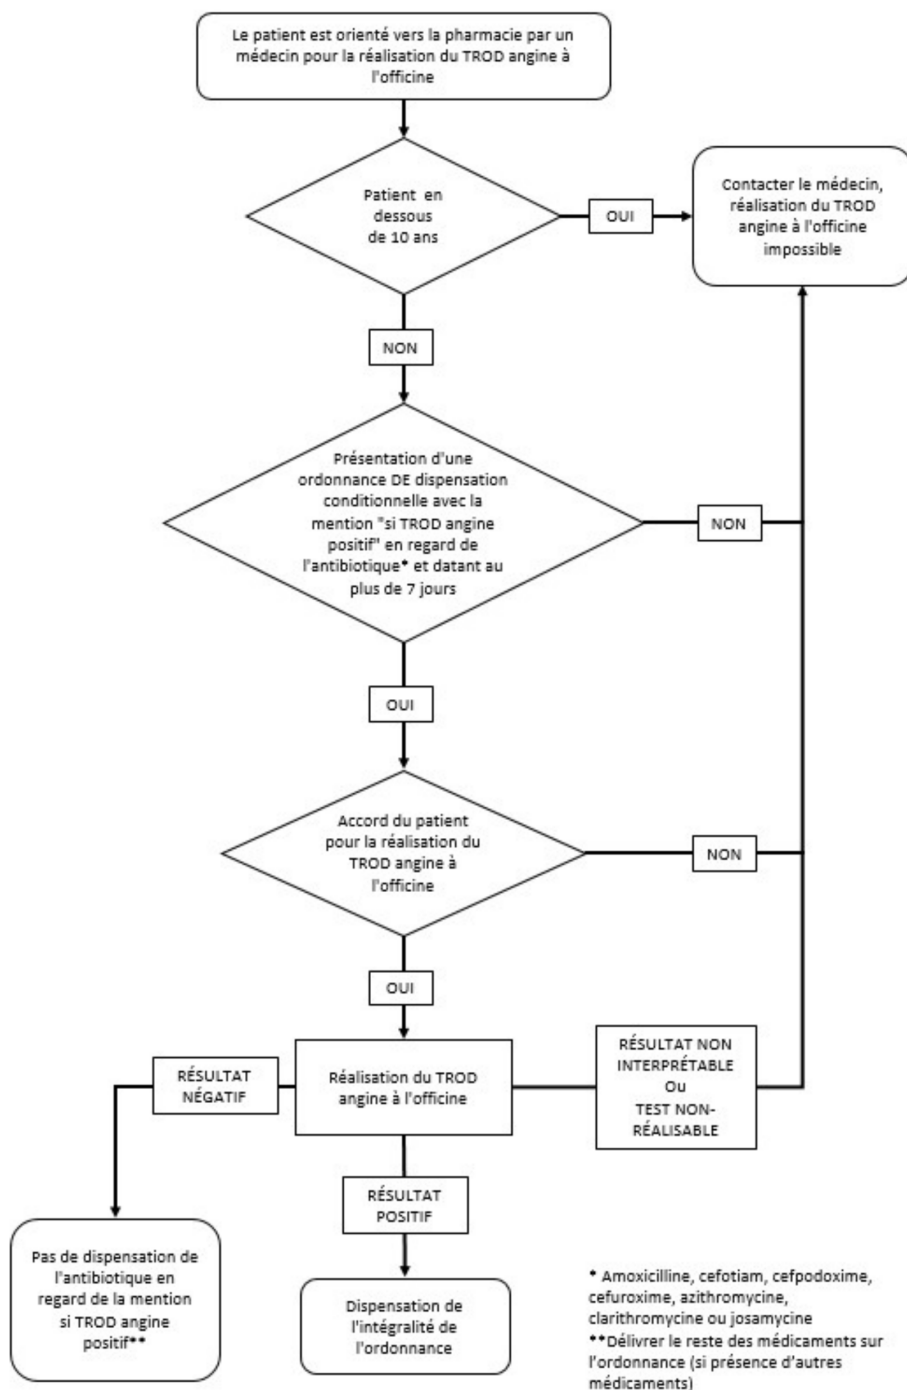 Le patient est orienté vers la pharmacie par un
médecin pour la réalisation du TROD angine à
l'officine
Patient en
dessous
de 10 ans
OUI
Contacter le médecin,
réalisation du TROD
angine à l'officine
impossible
NON
Présentation d'une
ordonnance DE dispensation
conditionnelle avec la
mention "si TROD angine
positif" en regard de
l'antibiotique* et datant au
plus de 7 jours
NON
OUI
Accord du patient
pour la réalisation du
TROD angine à
l'officine
NON
OUI
RÉSULTAT
NÉGATIF
Réalisation du TROD
angine à l'officine
RÉSULTAT NON
INTERPRÉTABLE
Ou
TEST NON-
RÉALISABLE
RÉSULTAT
POSITIF
Pas de dispensation de
l'antibiotique en
regard de la mention
si TROD angine
positif**
Dispensation de
l'intégralité de
l'ordonnance
* Amoxicilline, cefotiam, cefpodoxime,
cefuroxime, azithromycine,
clarithromycine ou josamycine
**Délivrer le reste des médicaments sur
l'ordonnance (si présence d'autres
médicaments)